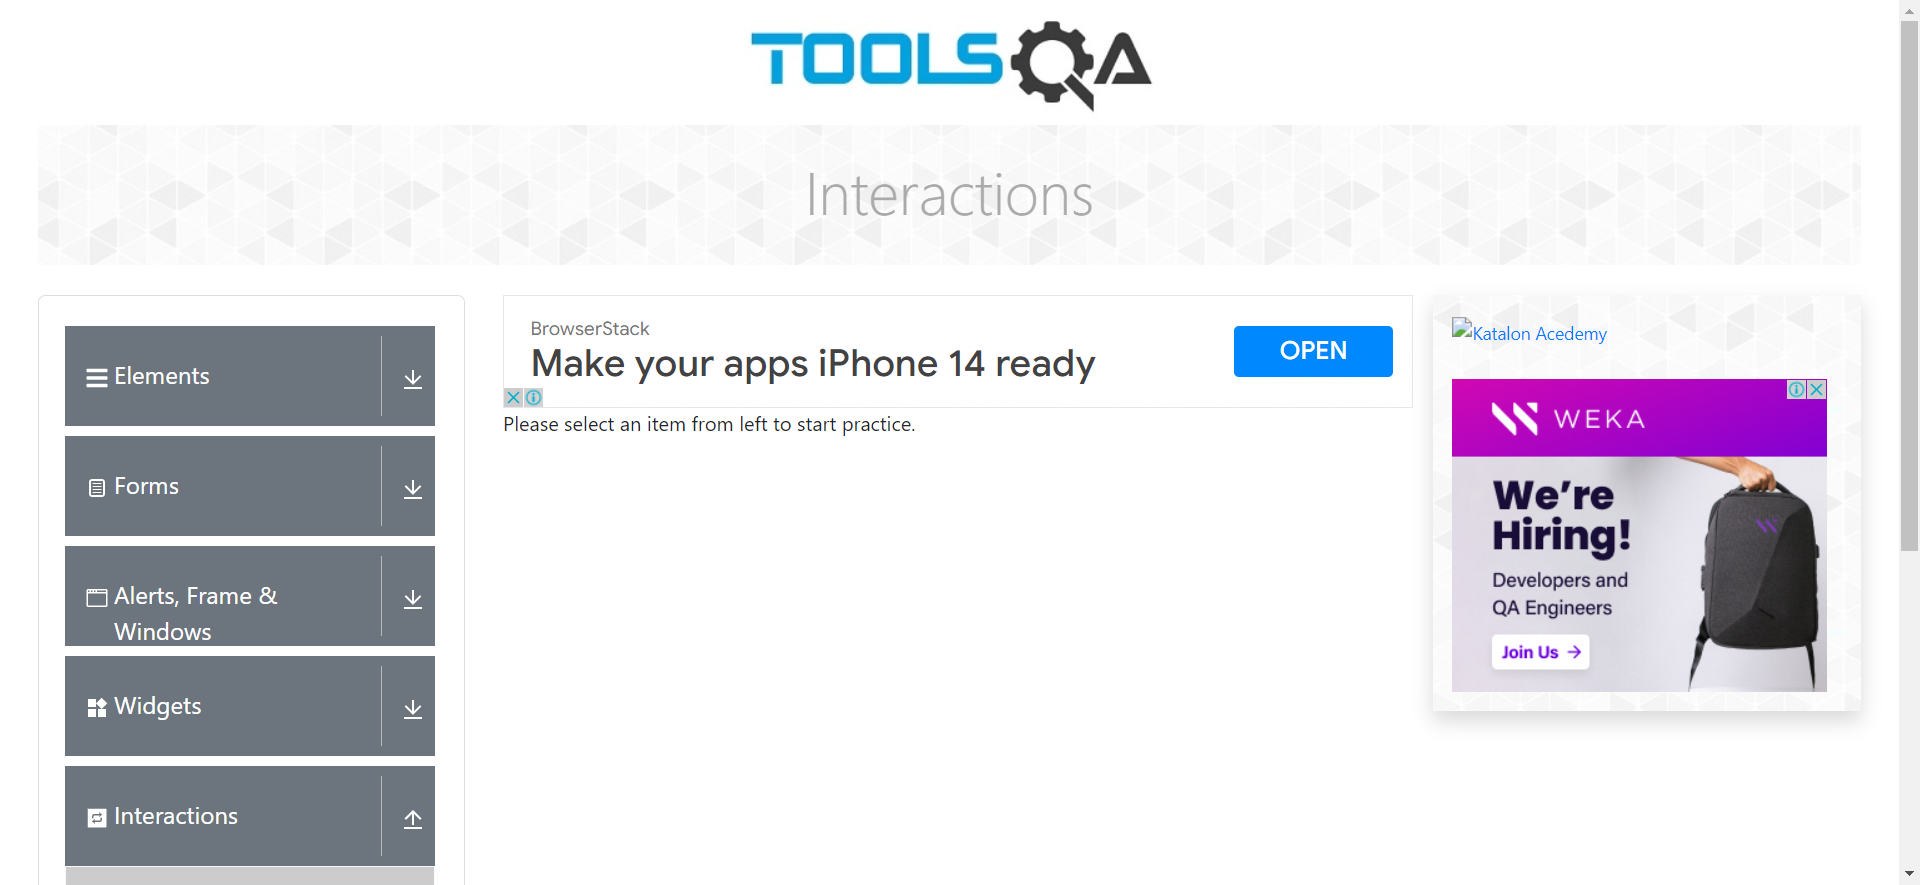 TOOLSQA
Interactions
Elements
Forms
Alerts, Frame &
Windows
Widgets
Interactions
BrowserStack
Make your apps iPhone 14 ready
OPEN
Please select an item from left to start practice.
Katalon Acedemy
WEKA
We're
Hiring!
Developers and
QA Engineers
Join Us →